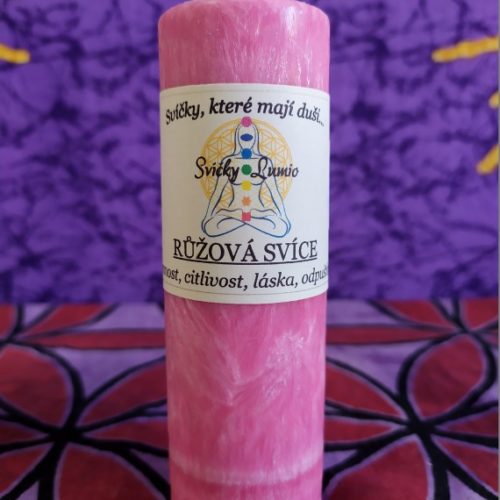 Svíčky, které mají duši...
Svíčky Lumio
RŮŽOVÁ SVÍCE
citlivost, láska,